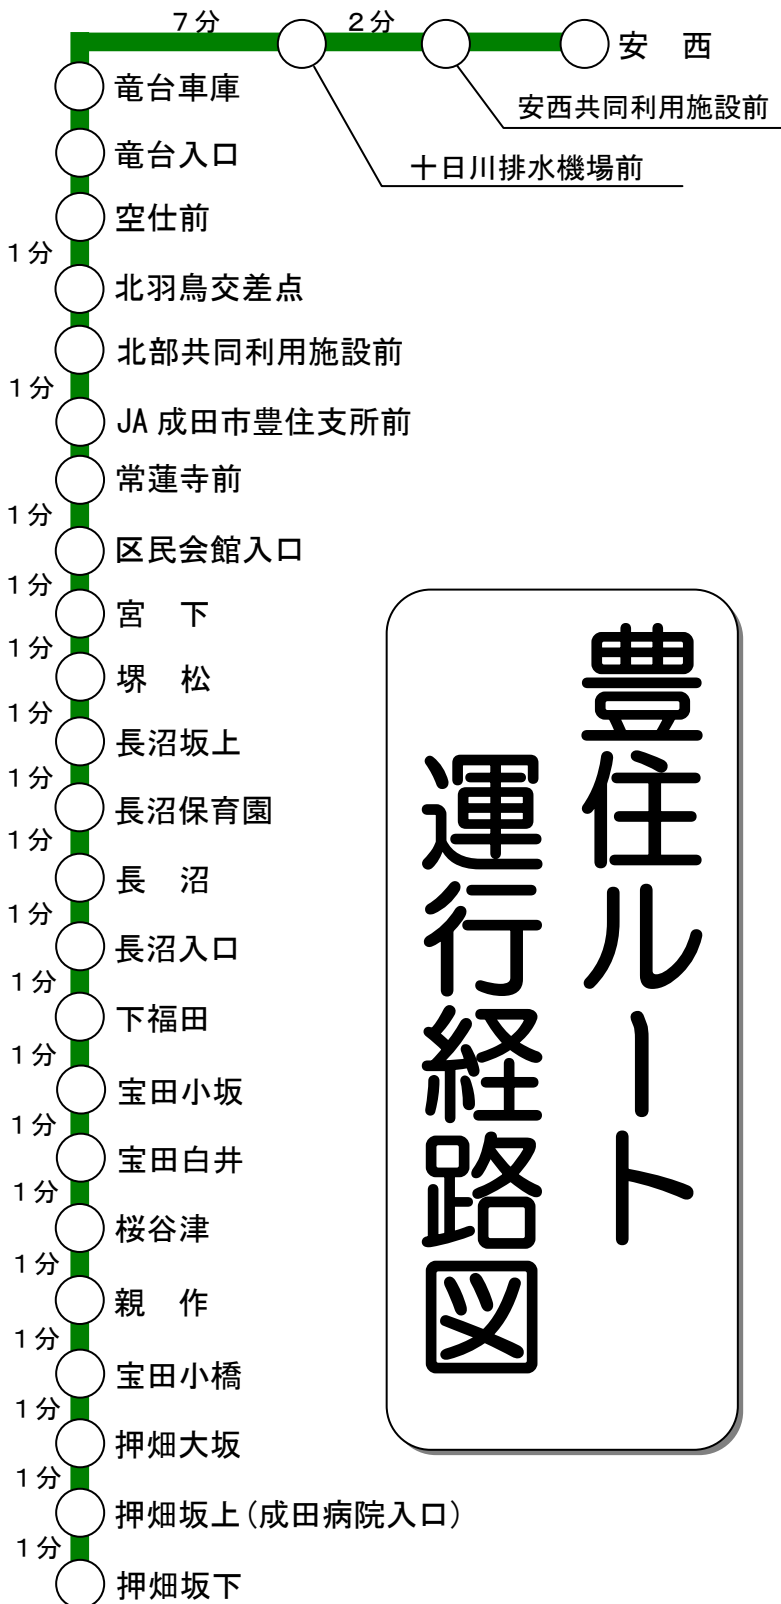 7分
2分
安　西
竜台車庫
安西共同利用施設前
竜台入口
十日川排水機場前
空仕前
1分
北羽鳥交差点
北部共同利用施設前
1分
JA成田市豊住支所前
常蓮寺前
1分
区民会館入口
1分
宮　下
1分
堺　松
1分
長沼坂上
1分
長沼保育園
1分
長　沼
1分
長沼入口
1分
下福田
1分
宝田小坂
1分
宝田白井
1分
桜谷津
1分
親　作
1分
宝田小橋
1分
押畑大坂
1分
押畑坂上(成田病院入口)
1分
押畑坂下
豊住ルート
運行経路図